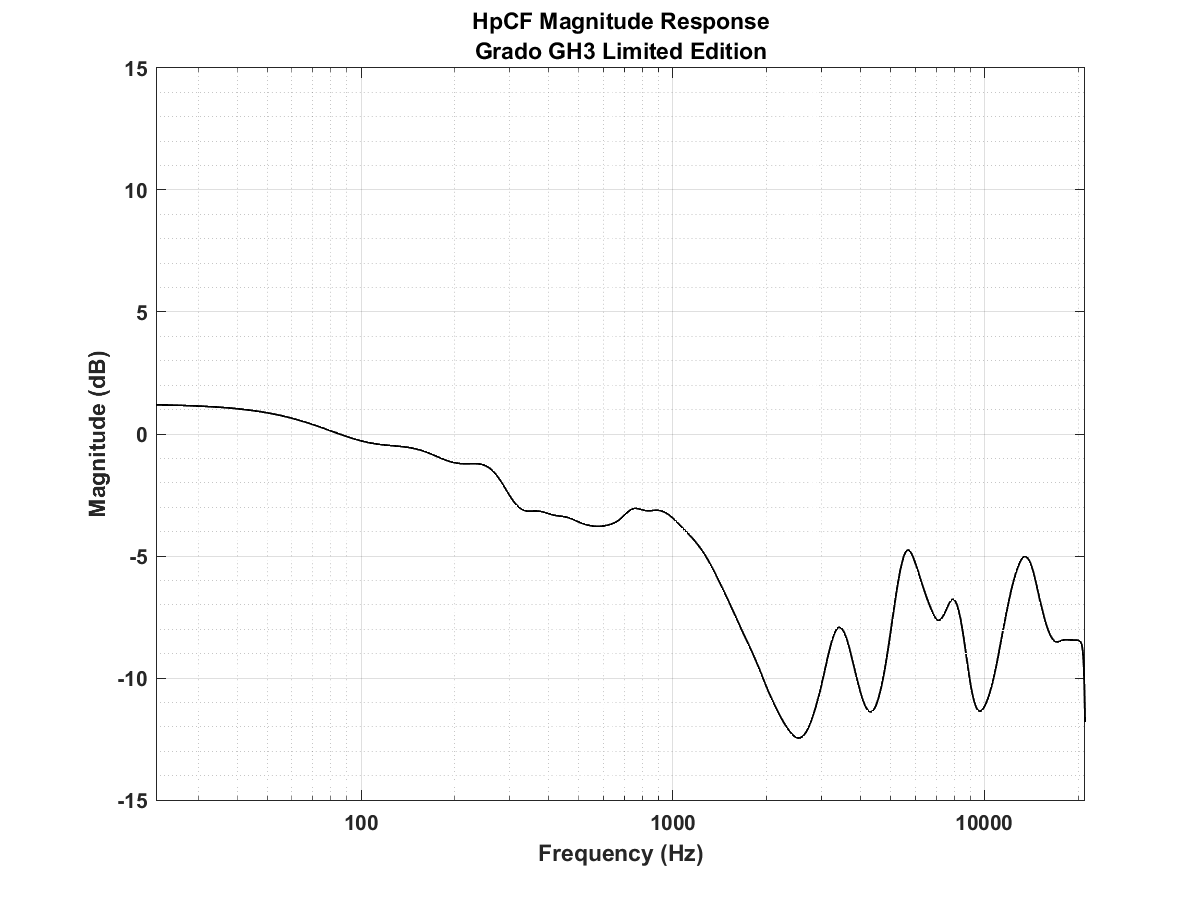 HpCF Magnitude Response
Grado GH3 Limited Edition
15
10
5
0
-5
-10
-15
Magnitude (dB)
100
1000
10000
Frequency (Hz)